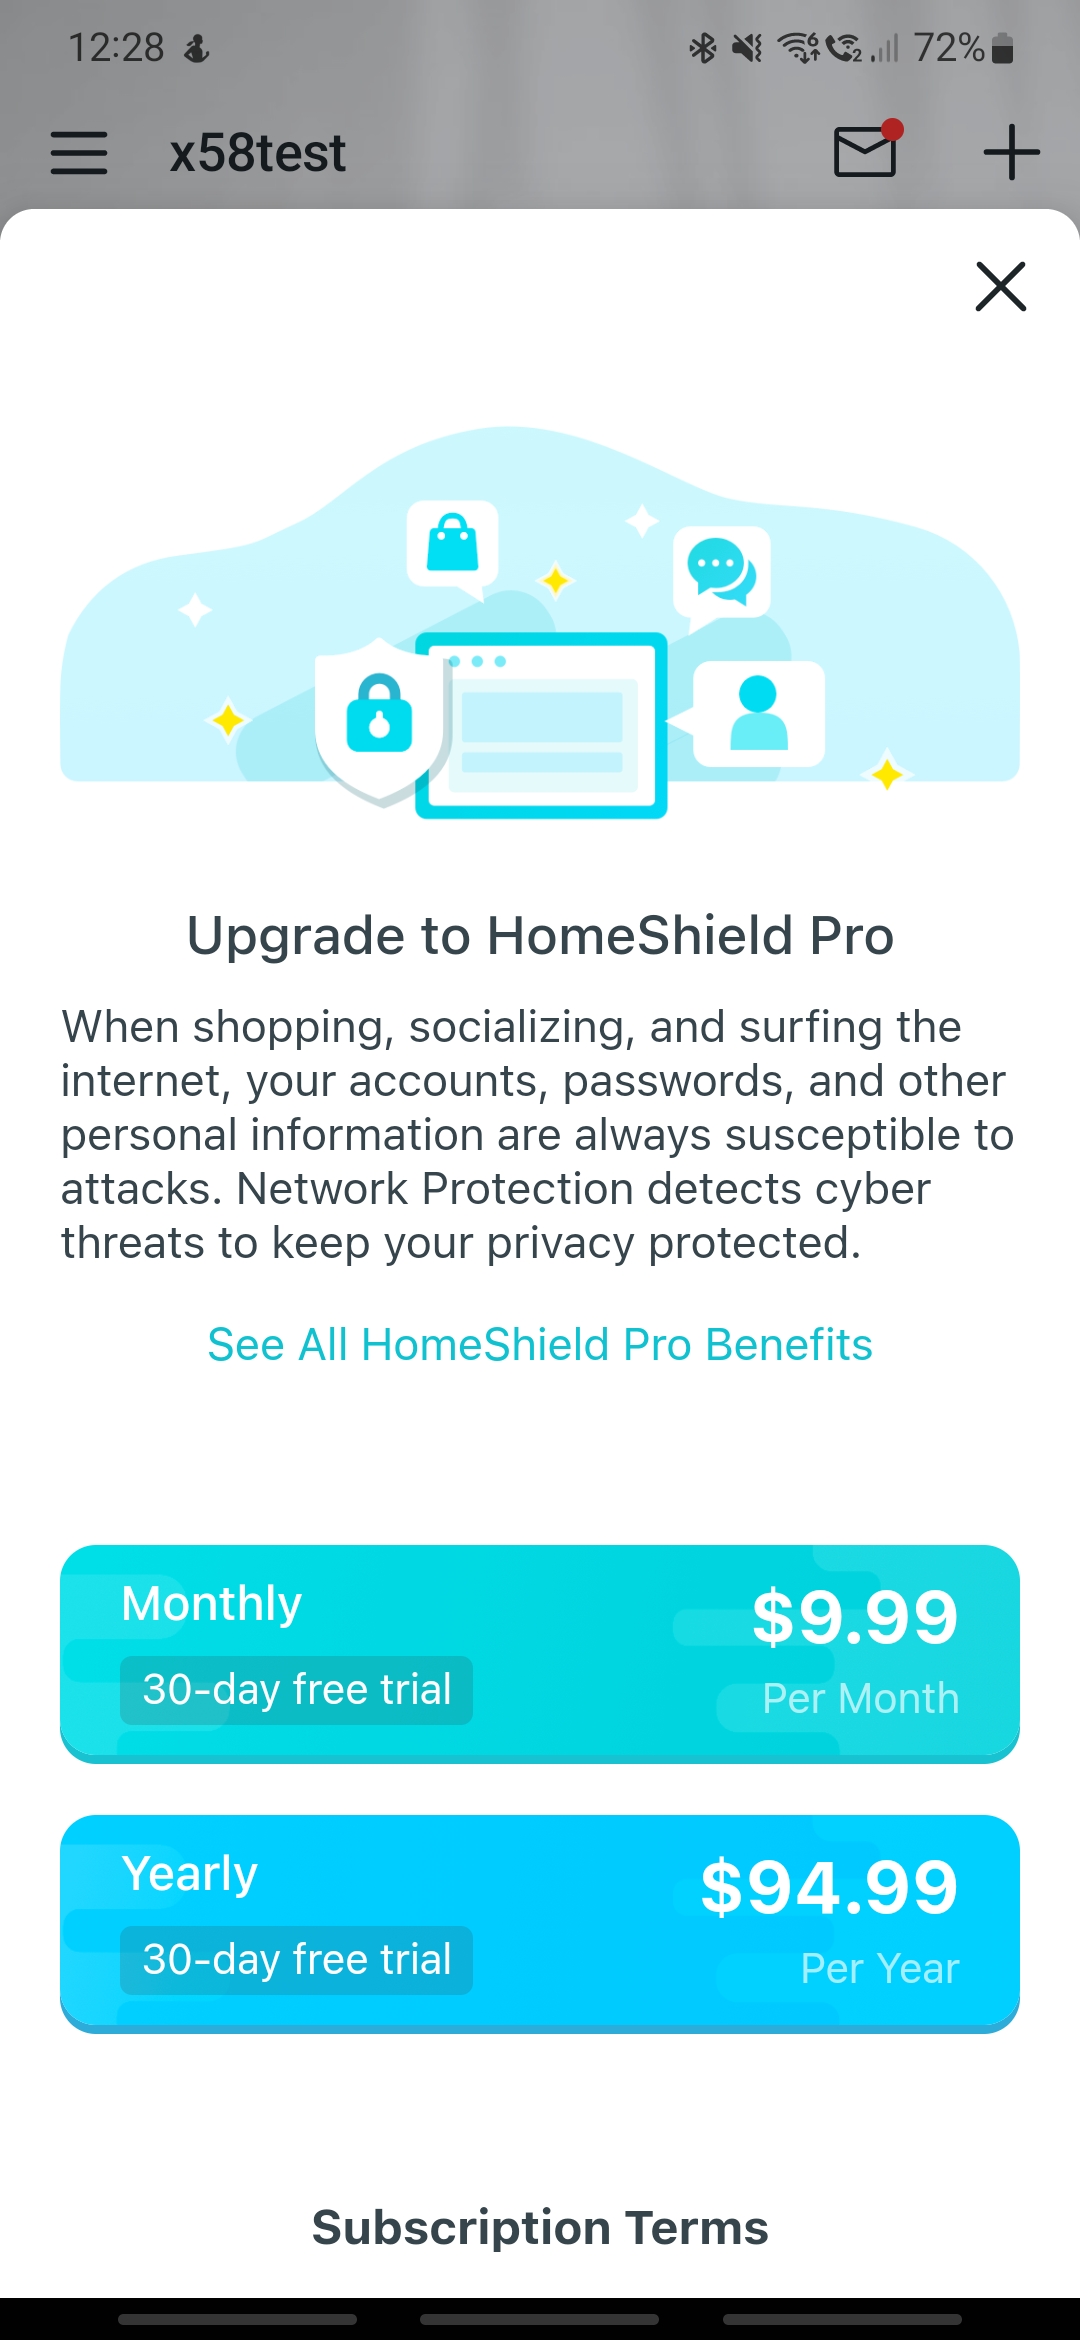 12:28
72%
x58test
Upgrade to HomeShield Pro
When shopping, socializing, and surfing the
internet, your accounts, passwords, and other
personal information are always susceptible to
attacks. Network Protection detects cyber
threats to keep your privacy protected.
See All HomeShield Pro Benefits
Monthly
$9.99
30-day free trial
Per Month
Yearly
$94.99
30-day free trial
Per Year
Subscription Terms